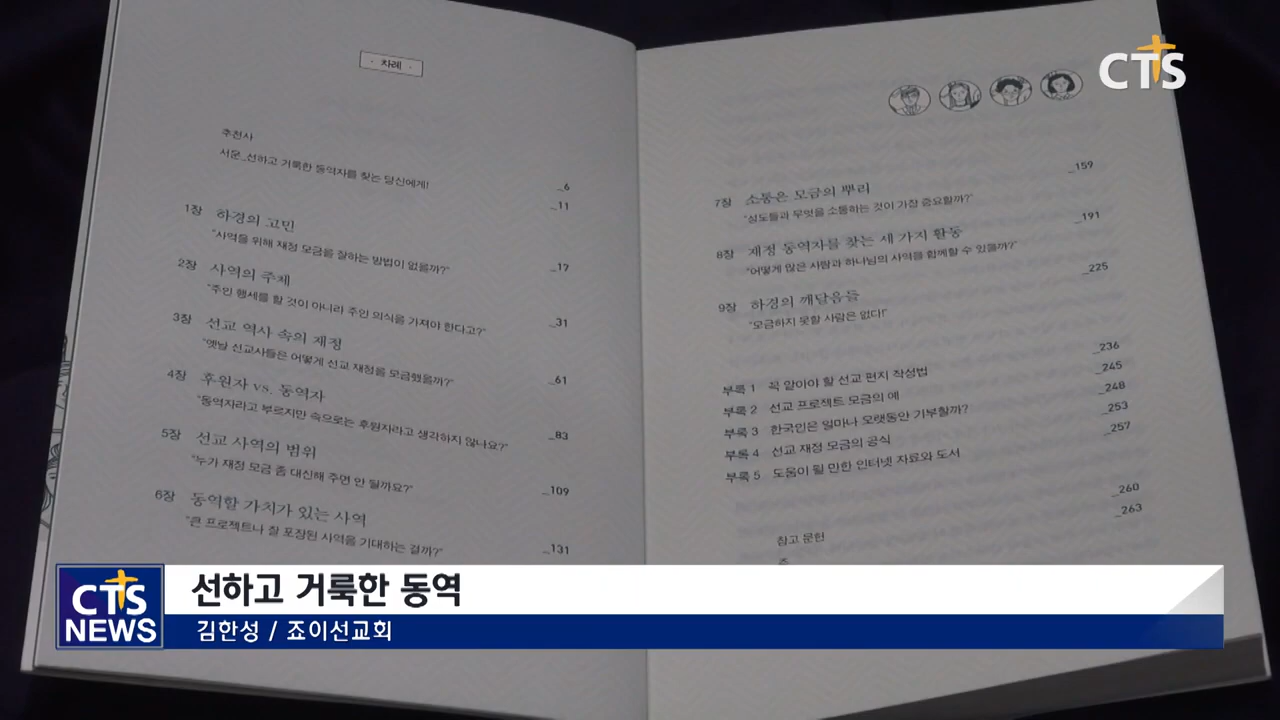 CTS
차례
추천사 _6
서문_선하고 거룩한 동역자를 찾는 당신에게! _11
1장 하경의 고민 _17
"사역을 위해 재정 모금을 잘하는 방법이 없을까?"
2장 사역의 주체 _31
"주인 행세를 할 것이 아니라 주인 의식을 가져야 한다고?"
3장 선교 역사 속의 재정 _61
"옛날 선교사들은 어떻게 선교 재정을 모금했을까?"
4장 후원자 vs. 동역자 _83
"동역자라고 부르지만 속으로는 후원자라고 생각하지 않나요?"
5장 선교 사역의 범위 _109
"누가 재정 모금 좀 대신해 주면 안 될까요?"
6장 동역할 가치가 있는 사역 _131
"큰 프로젝트나 잘 포장된 사역을 기대하는 걸까?"
7장 소통은 모금의 뿌리 _159
"성도들과 무엇을 소통하는 것이 가장 중요할까?"
8장 재정 동역자를 찾는 세 가지 활동 _191
"어떻게 많은 사람과 하나님의 사역을 함께할 수 있을까?"
9장 하경의 깨달음들 _225
"모금하지 못할 사람은 없다!"
부록 1 꼭 알아야 할 선교 편지 작성법 _236
부록 2 선교 프로젝트 모금의 예 _245
부록 3 한국인은 얼마나 오랫동안 기부할까? _248
부록 4 선교 재정 모금의 공식 _253
부록 5 도움이 될 만한 인터넷 자료와 도서 _257
참고 문헌 _260
주 _263
CTS NEWS
선하고 거룩한 동역
김한성 / 죠이선교회